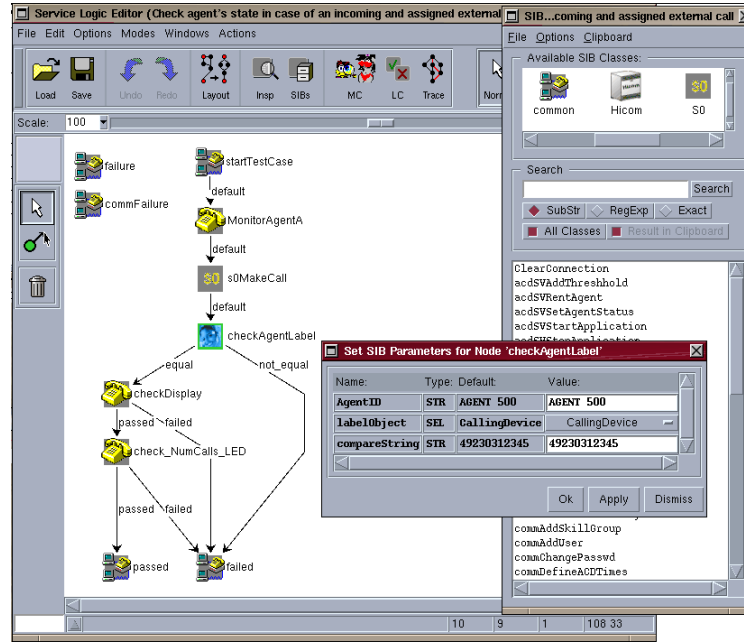 Service Logic Editor (Check agent's state in case of an incoming and assigned external
File Edit Options Modes Windows Actions
Load Save Undo Redo Layout Insp SIBs MC LC Trace Norm
Scale: 100
failure
commFailure
startTestCase
default
MonitorAgentA
default
s0MakeCall
default
checkAgentLabel
equal
not_equal
checkDisplay
passed failed
check_NumCalls_LED
passed failed
passed
failed
10 9 1 108 33
SIB...coming and assigned external call
File Options Clipboard
Available SIB Classes:
common Hicom S0
Search
Search
SubStr RegExp Exact
All Classes Result in Clipboard
ClearConnection
acdSVAddThreshhold
acdSVRentAgent
acdSVSetAgentStatus
acdSVStartApplication
acdSVStopApplication
Set SIB Parameters for Node 'checkAgentLabel'
Name: Type: Default: Value:
AgentID STR AGENT 500 AGENT 500
labelObject SEL CallingDevice CallingDevice
compareString STR 49230312345 49230312345
Ok Apply Dismiss
commAddSkillGroup
commAddUser
commChangePasswd
commDefineACDTimes